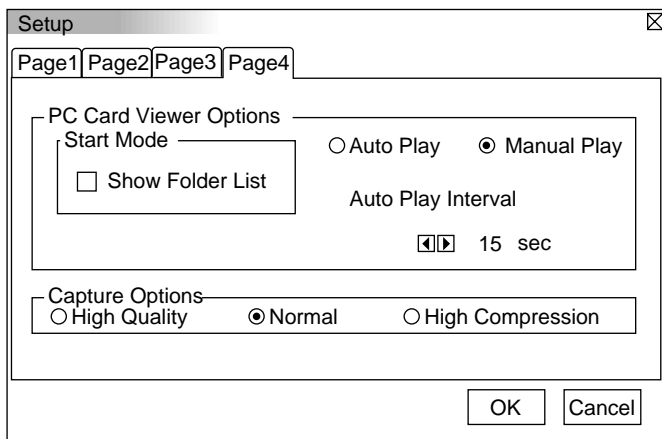 Setup
Page1 Page2 Page3 Page4
PC Card Viewer Options
Start Mode
Show Folder List
Auto Play Manual Play
Auto Play Interval
15 sec
Capture Options
High Quality Normal High Compression
OK Cancel